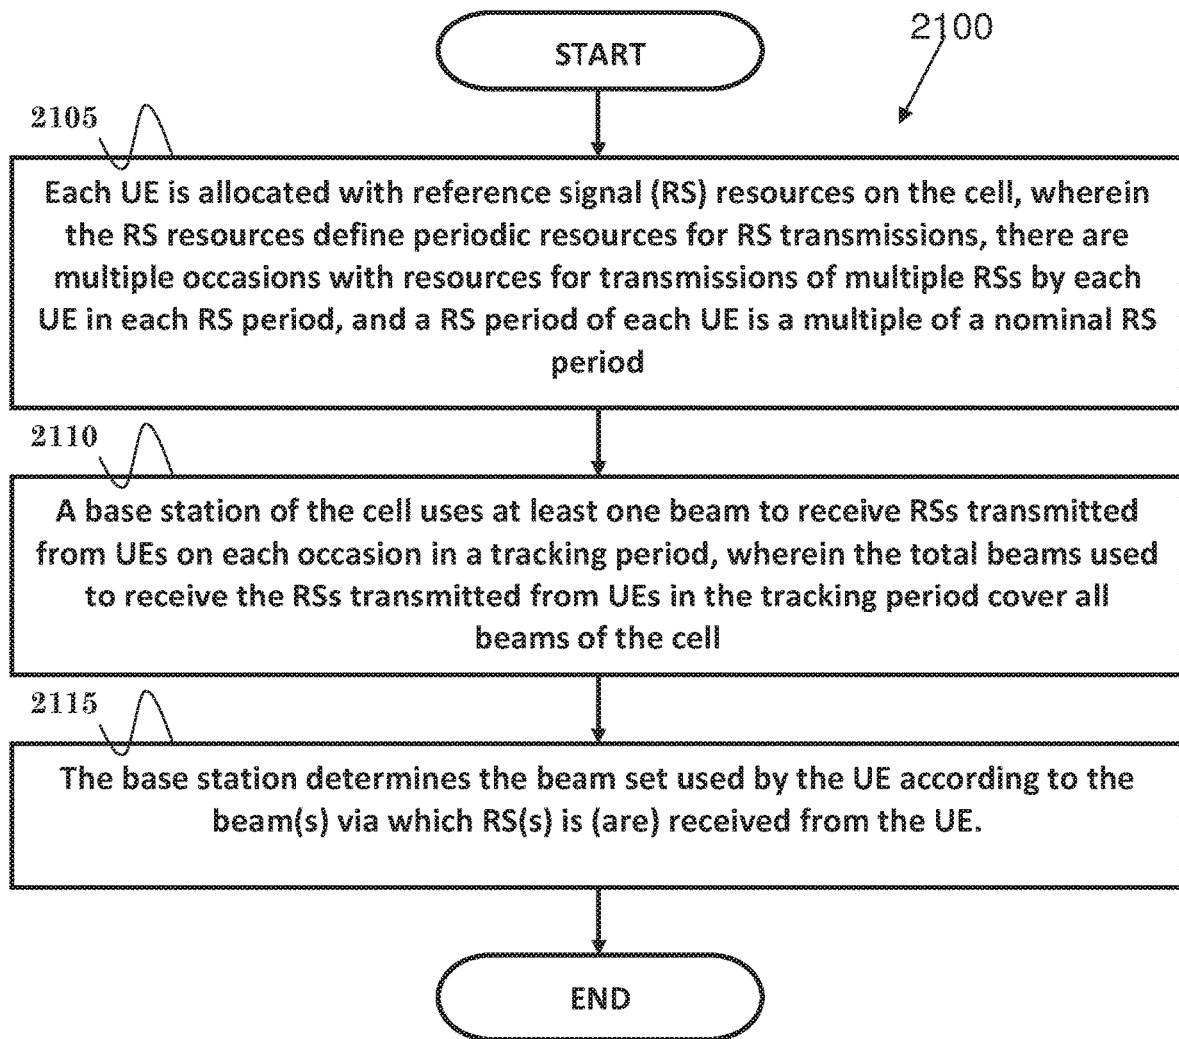 START
2100
2105
Each UE is allocated with reference signal (RS) resources on the cell, wherein
the RS resources define periodic resources for RS transmissions, there are
multiple occasions with resources for transmissions of multiple RSs by each
UE in each RS period, and a RS period of each UE is a multiple of a nominal RS
period
2110
A base station of the cell uses at least one beam to receive RSs transmitted
from UEs on each occasion in a tracking period, wherein the total beams used
to receive the RSs transmitted from UEs in the tracking period cover all
beams of the cell
2115
The base station determines the beam set used by the UE according to the
beam(s) via which RS(s) is (are) received from the UE.
END